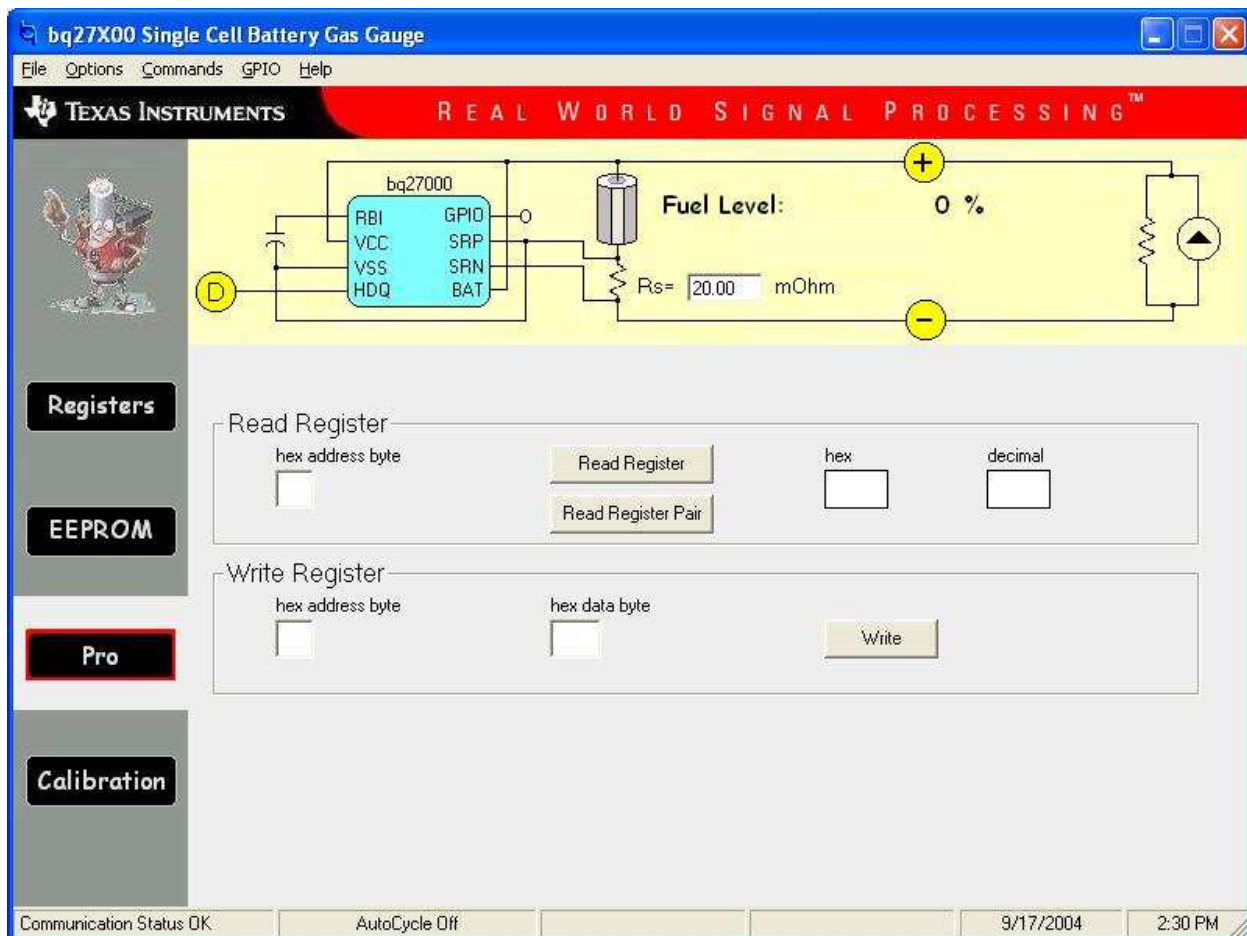 bq27X00 Single Cell Battery Gas Gauge
File Options Commands GPIO Help
TEXAS INSTRUMENTS REAL WORLD SIGNAL PROCESSING™
bq27000
RBI GPIO
VCC SRP
VSS SRN
HDQ BAT
D
Fuel Level: 0 %
Rs= 20.00 mOhm
+
−
Registers
EEPROM
Pro
Calibration
Read Register
hex address byte
Read Register
Read Register Pair
hex
decimal
Write Register
hex address byte
hex data byte
Write
Communication Status OK AutoCycle Off 9/17/2004 2:30 PM